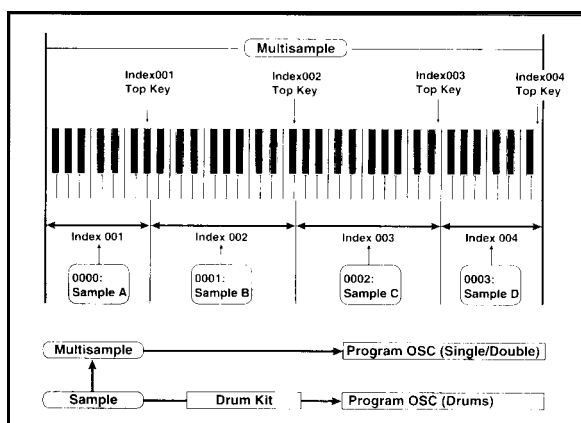 Multisample
Index001 Index002 Index003 Index004
Top Key Top Key Top Key Top Key
Index 001 Index 002 Index 003 Index 004
0000: 0001: 0002: 0003:
Sample A Sample B Sample C Sample D
Multisample Program OSC (Single/Double)
Sample Drum Kit Program OSC (Drums)